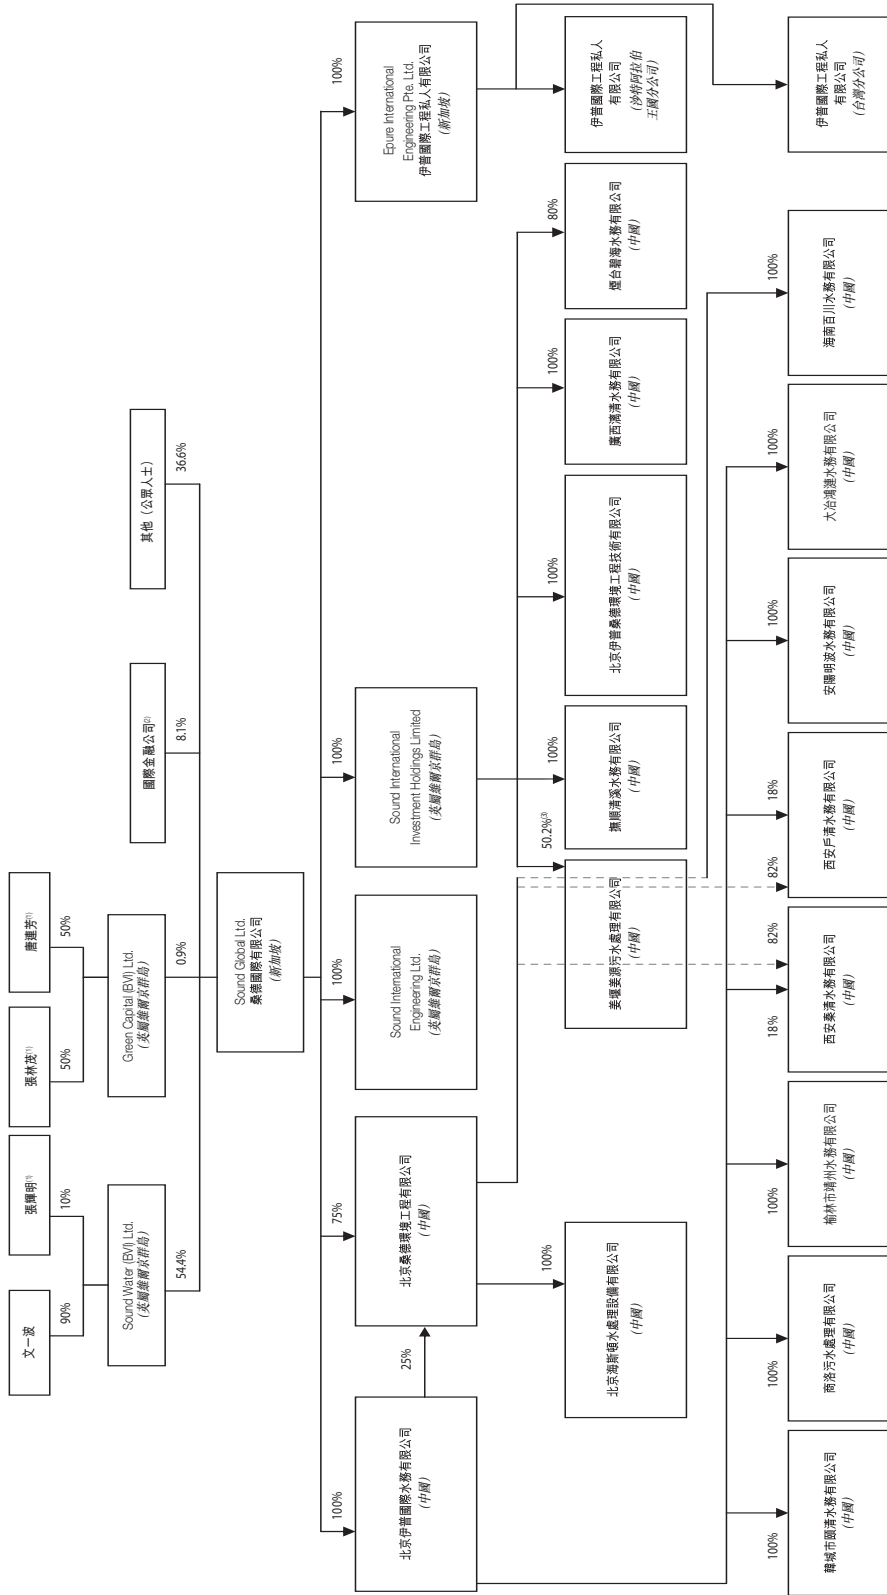 文一波
張輝明(1)
張林茂(1)
唐連芳(1)
90%
10%
50%
50%
Sound Water (BVI) Ltd.
(英屬維爾京群島)
Green Capital (BVI) Ltd.
(英屬維爾京群島)
國際金融公司(2)
其他（公眾人士）
54.4%
0.9%
8.1%
36.6%
Sound Global Ltd.
桑德國際有限公司
(新加坡)
100%
75%
100%
100%
100%
北京伊普國際水務有限公司
(中國)
25%
北京桑德環境工程有限公司
(中國)
Sound International
Engineering Ltd.
(英屬維爾京群島)
Sound International
Investment Holdings Limited
(英屬維爾京群島)
Epure International
Engineering Pte. Ltd.
伊普國際工程私人有限公司
(新加坡)
100%
50.2%(3)
100%
100%
100%
80%
北京海斯頓水處理設備有限公司
(中國)
姜堰姜源污水處理有限公司
(中國)
撫順清溪水務有限公司
(中國)
北京伊普桑德環境工程技術有限公司
(中國)
廣西漓清水務有限公司
(中國)
煙台碧海水務有限公司
(中國)
伊普國際工程私人
有限公司
(沙特阿拉伯
王國分公司)
100%
100%
100%
18%
82%
82%
18%
100%
100%
100%
韓城市頤清水務有限公司
(中國)
商洛污水處理有限公司
(中國)
榆林市靖州水務有限公司
(中國)
西安秦清水務有限公司
(中國)
西安戶清水務有限公司
(中國)
安陽明波水務有限公司
(中國)
大冶鴻漣水務有限公司
(中國)
海南百川水務有限公司
(中國)
伊普國際工程私人
有限公司
(台灣分公司)